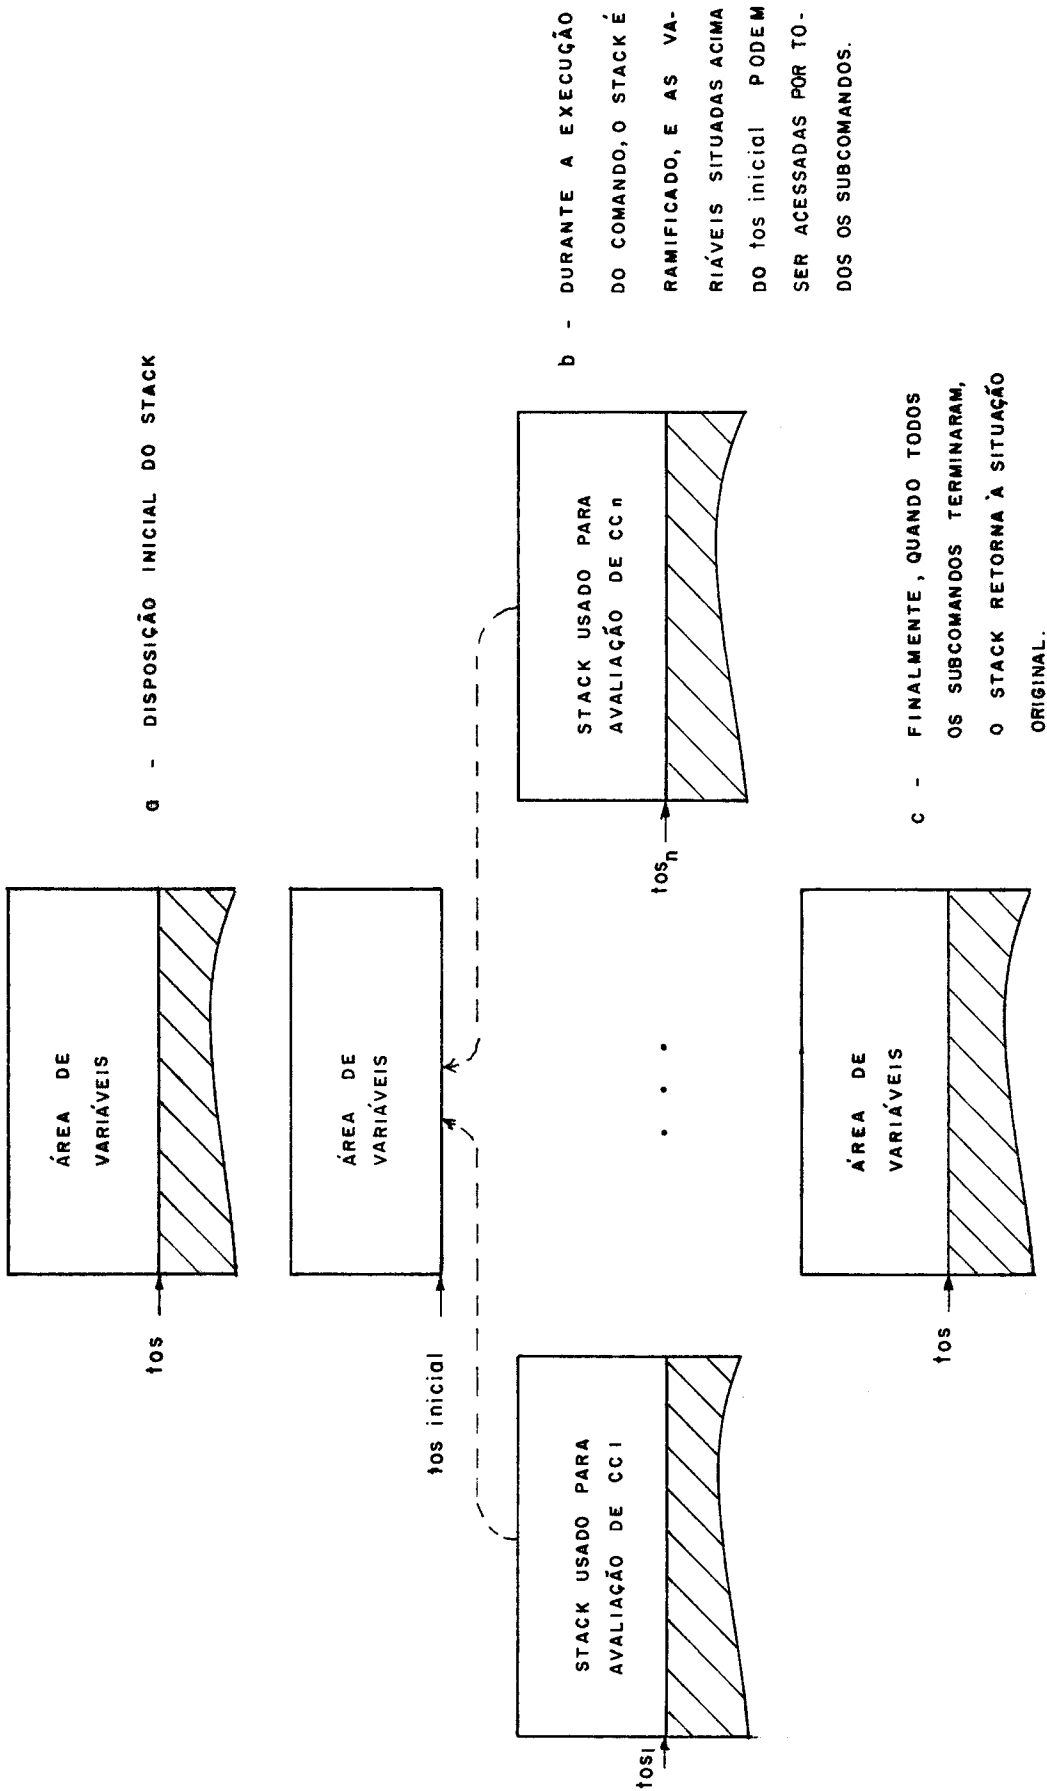 ÁREA DE
VARIÁVEIS
tos
a - DISPOSIÇÃO INICIAL DO STACK
ÁREA DE
VARIÁVEIS
tos inicial
STACK USADO PARA
AVALIAÇÃO DE CC1
tos1
• • •
STACK USADO PARA
AVALIAÇÃO DE CCn
tosn
b - DURANTE A EXECUÇÃO
DO COMANDO, O STACK É
RAMIFICADO, E AS VA-
RIÁVEIS SITUADAS ACIMA
DO tos inicial PODEM
SER ACESSADAS POR TO-
DOS OS SUBCOMANDOS.
ÁREA DE
VARIÁVEIS
tos
c - FINALMENTE, QUANDO TODOS
OS SUBCOMANDOS TERMINARAM,
O STACK RETORNA À SITUAÇÃO
ORIGINAL.